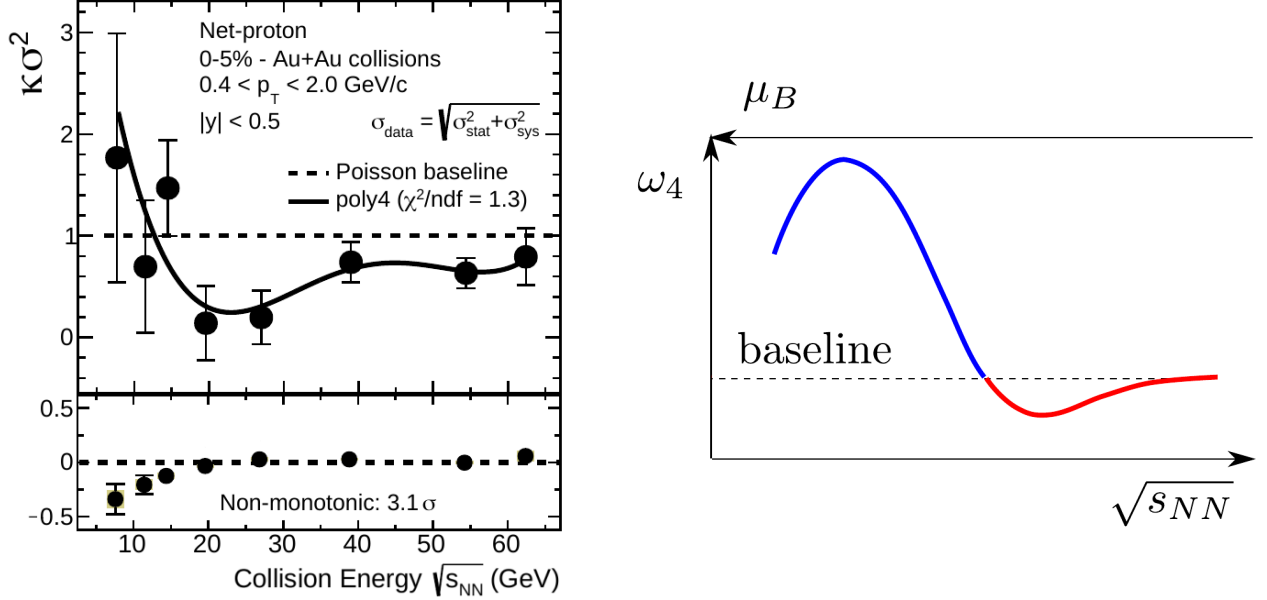 κσ²
3
2
1
0
Net-proton
0-5% - Au+Au collisions
0.4 < p_T < 2.0 GeV/c
|y| < 0.5
σ_data = √σ²_stat+σ²_sys
Poisson baseline
poly4 (χ²/ndf = 1.3)
0.5
0
−0.5
Non-monotonic: 3.1σ
10 20 30 40 50 60
Collision Energy √s_NN (GeV)
μ_B
ω_4
baseline
√s_NN